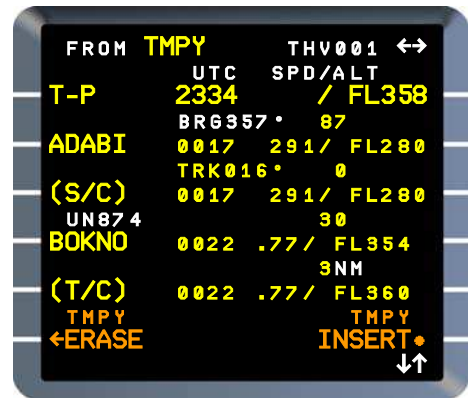 FROM TMPY THV001 ↔
UTC SPD/ALT
T-P 2334 / FL358
BRG357° 87
ADABI 0017 291/ FL280
TRK016° 0
(S/C) 0017 291/ FL280
UN874 30
BOKNO 0022 .77/ FL354
3NM
(T/C) 0022 .77/ FL360
TMPY TMPY
←ERASE INSERT•
↓↑